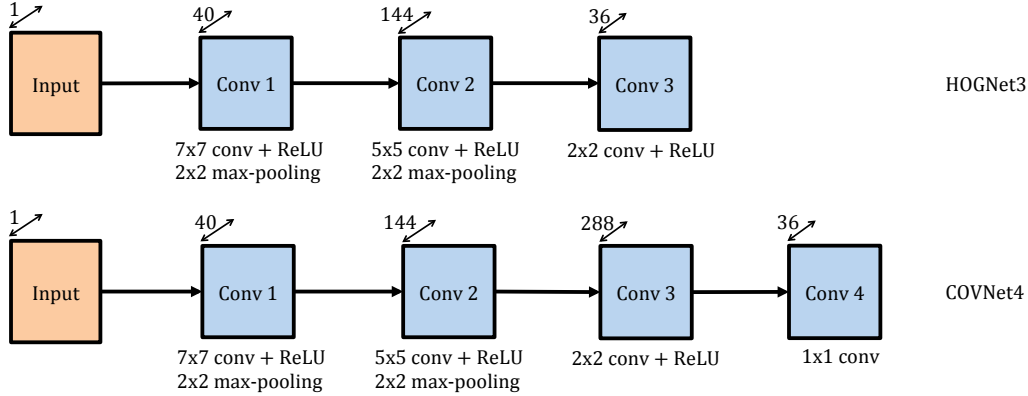 1
40
144
36
Input
Conv 1
Conv 2
Conv 3
HOGNet3
7x7 conv + ReLU
2x2 max-pooling
5x5 conv + ReLU
2x2 max-pooling
2x2 conv + ReLU
1
40
144
288
36
Input
Conv 1
Conv 2
Conv 3
Conv 4
COVNet4
7x7 conv + ReLU
2x2 max-pooling
5x5 conv + ReLU
2x2 max-pooling
2x2 conv + ReLU
1x1 conv